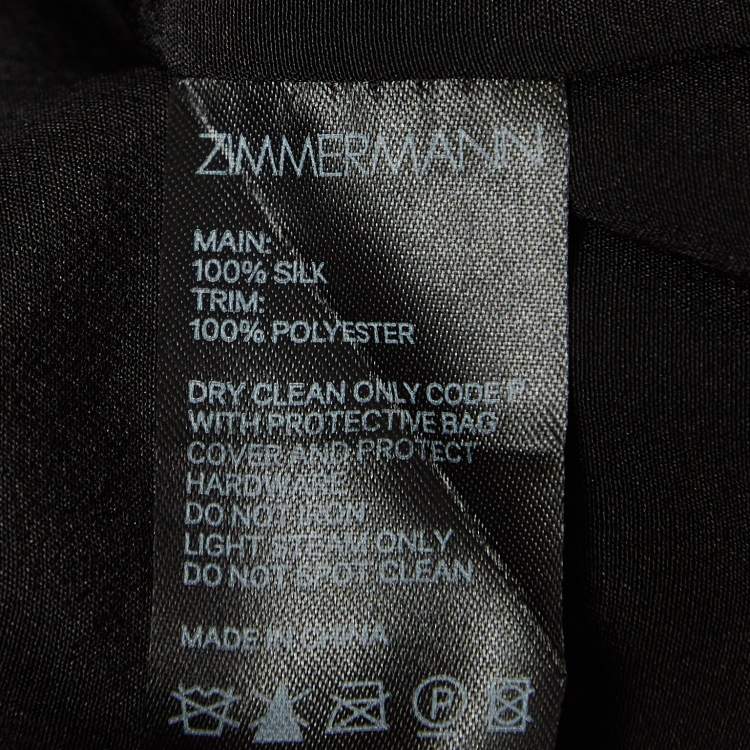 ZIMMERMANN
MAIN:
100% SILK
TRIM:
100% POLYESTER
DRY CLEAN ONLY CODE P
WITH PROTECTIVE BAG
COVER AND PROTECT
HARDWARE
DO NOT IRON
LIGHT STEAM ONLY
DO NOT SPOT CLEAN
MADE IN CHINA
P